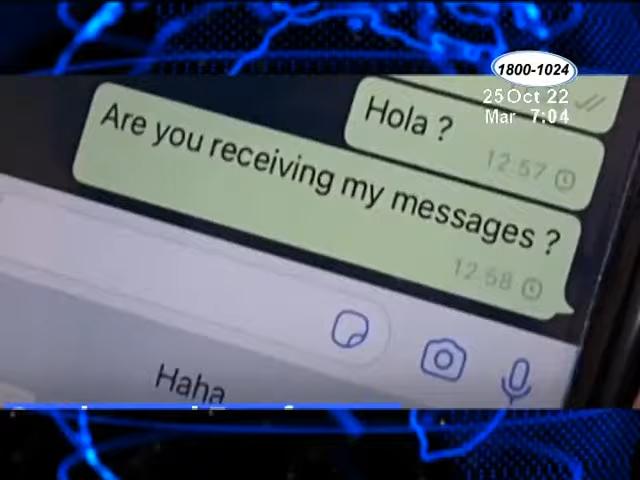 1800-1024
25 Oct 22
Mar 7:04
Hola ?
12:57
Are you receiving my messages ?
12:58
Haha